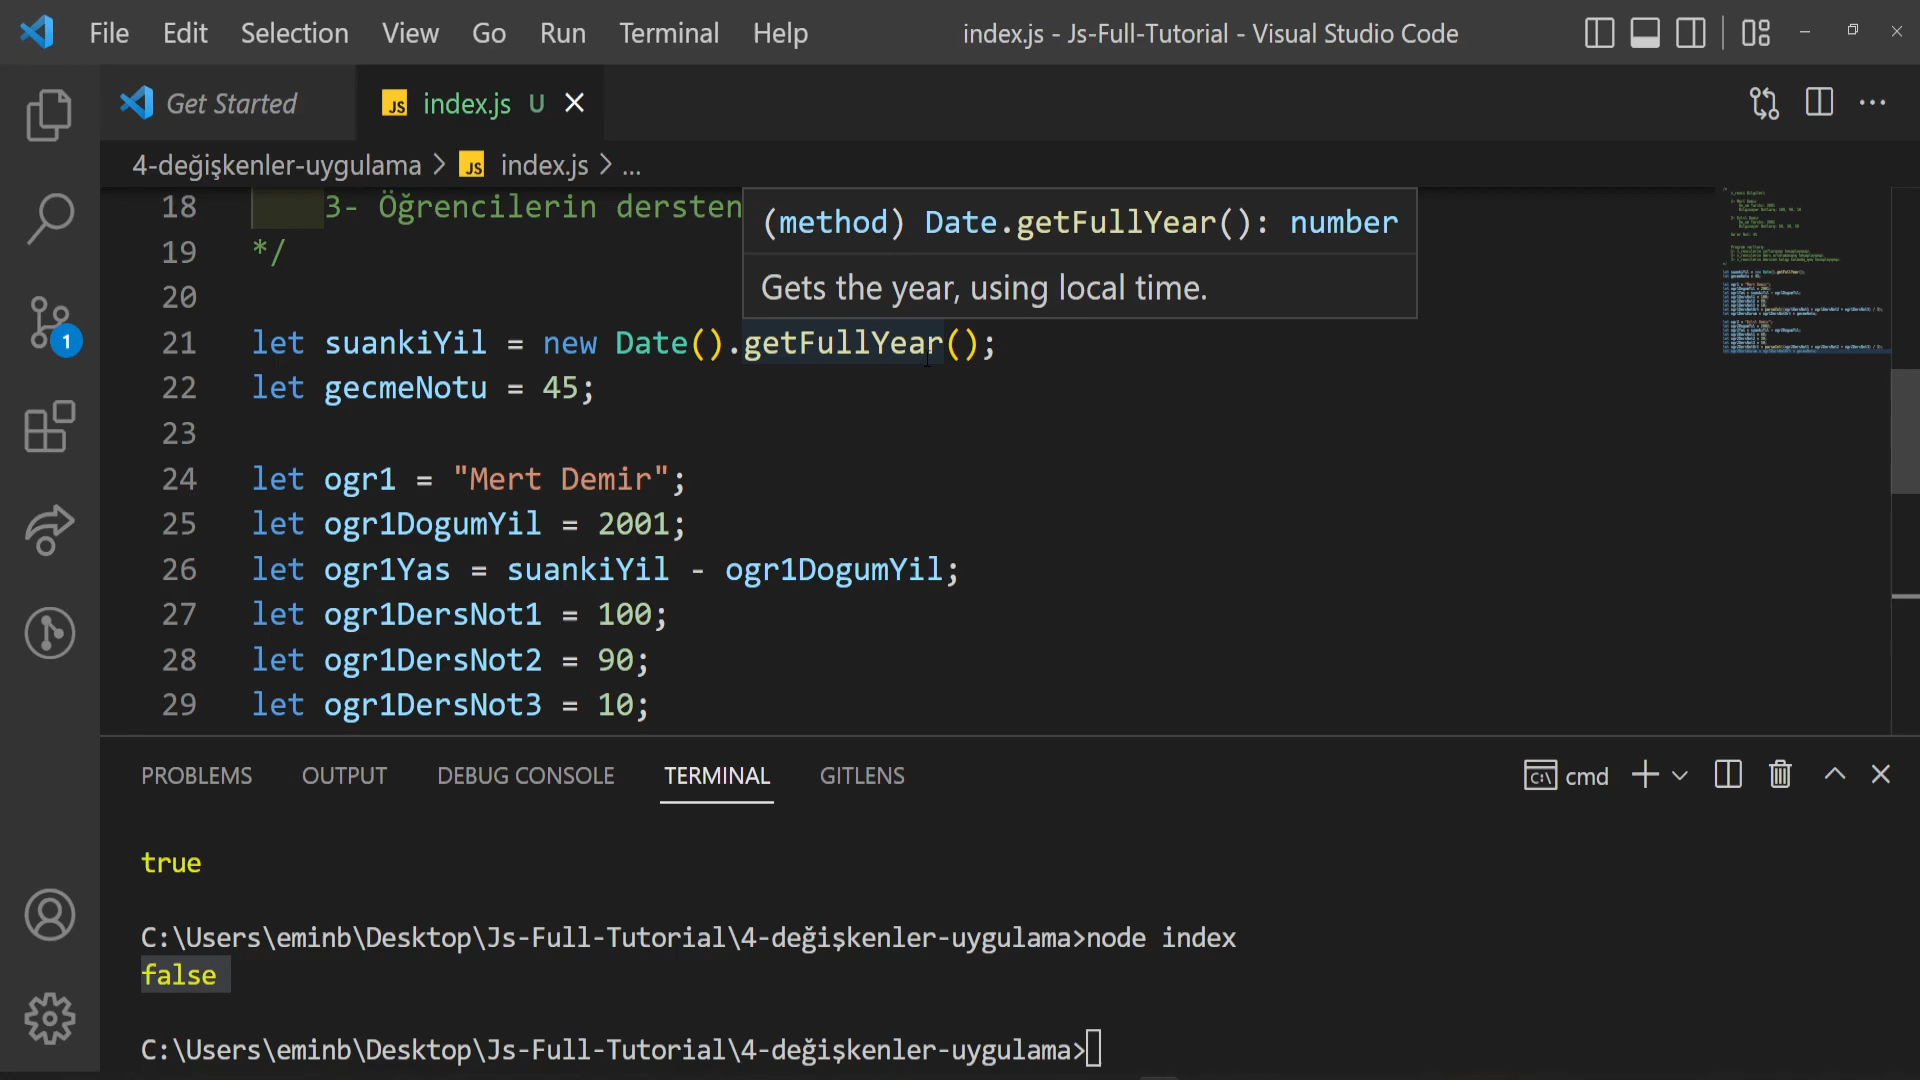 File Edit Selection View Go Run Terminal Help
index.js - Js-Full-Tutorial - Visual Studio Code
Get Started
JS index.js U
4-değişkenler-uygulama > JS index.js > ...
18 3- Öğrencilerin dersten
(method) Date.getFullYear(): number
Gets the year, using local time.
19 */
20
21 let suankiYil = new Date().getFullYear();
22 let gecmeNotu = 45;
23
24 let ogr1 = "Mert Demir";
25 let ogr1DogumYil = 2001;
26 let ogr1Yas = suankiYil - ogr1DogumYil;
27 let ogr1DersNot1 = 100;
28 let ogr1DersNot2 = 90;
29 let ogr1DersNot3 = 10;
1
PROBLEMS OUTPUT DEBUG CONSOLE TERMINAL GITLENS
cmd
true
C:\Users\eminb\Desktop\Js-Full-Tutorial\4-değişkenler-uygulama>node index
false
C:\Users\eminb\Desktop\Js-Full-Tutorial\4-değişkenler-uygulama>